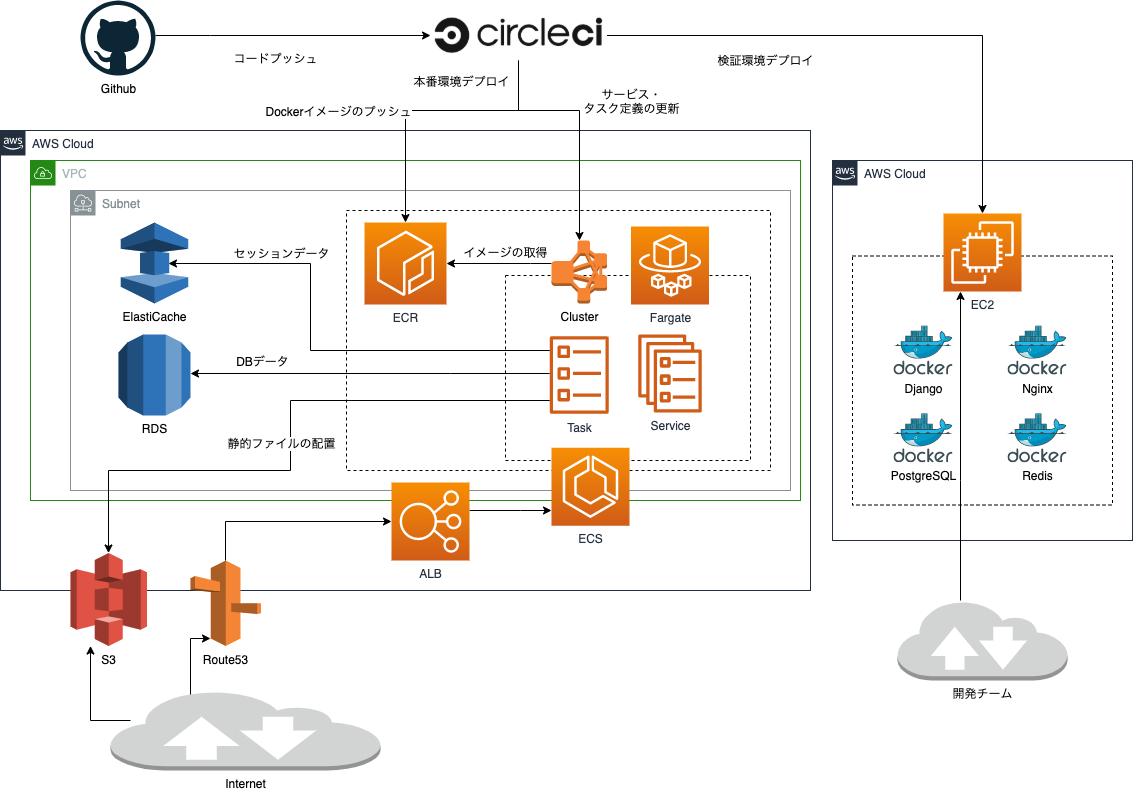 circleci
コードプッシュ
検証環境デプロイ
Github
本番環境デプロイ
サービス・
タスク定義の更新
Dockerイメージのプッシュ
aws
AWS Cloud
VPC
Subnet
aws
AWS Cloud
セッションデータ
イメージの取得
ElastiCache
ECR
Cluster
Fargate
EC2
DBデータ
docker
Django
docker
Nginx
RDS
Task
Service
静的ファイルの配置
docker
PostgreSQL
docker
Redis
ECS
ALB
S3
Route53
開発チーム
Internet